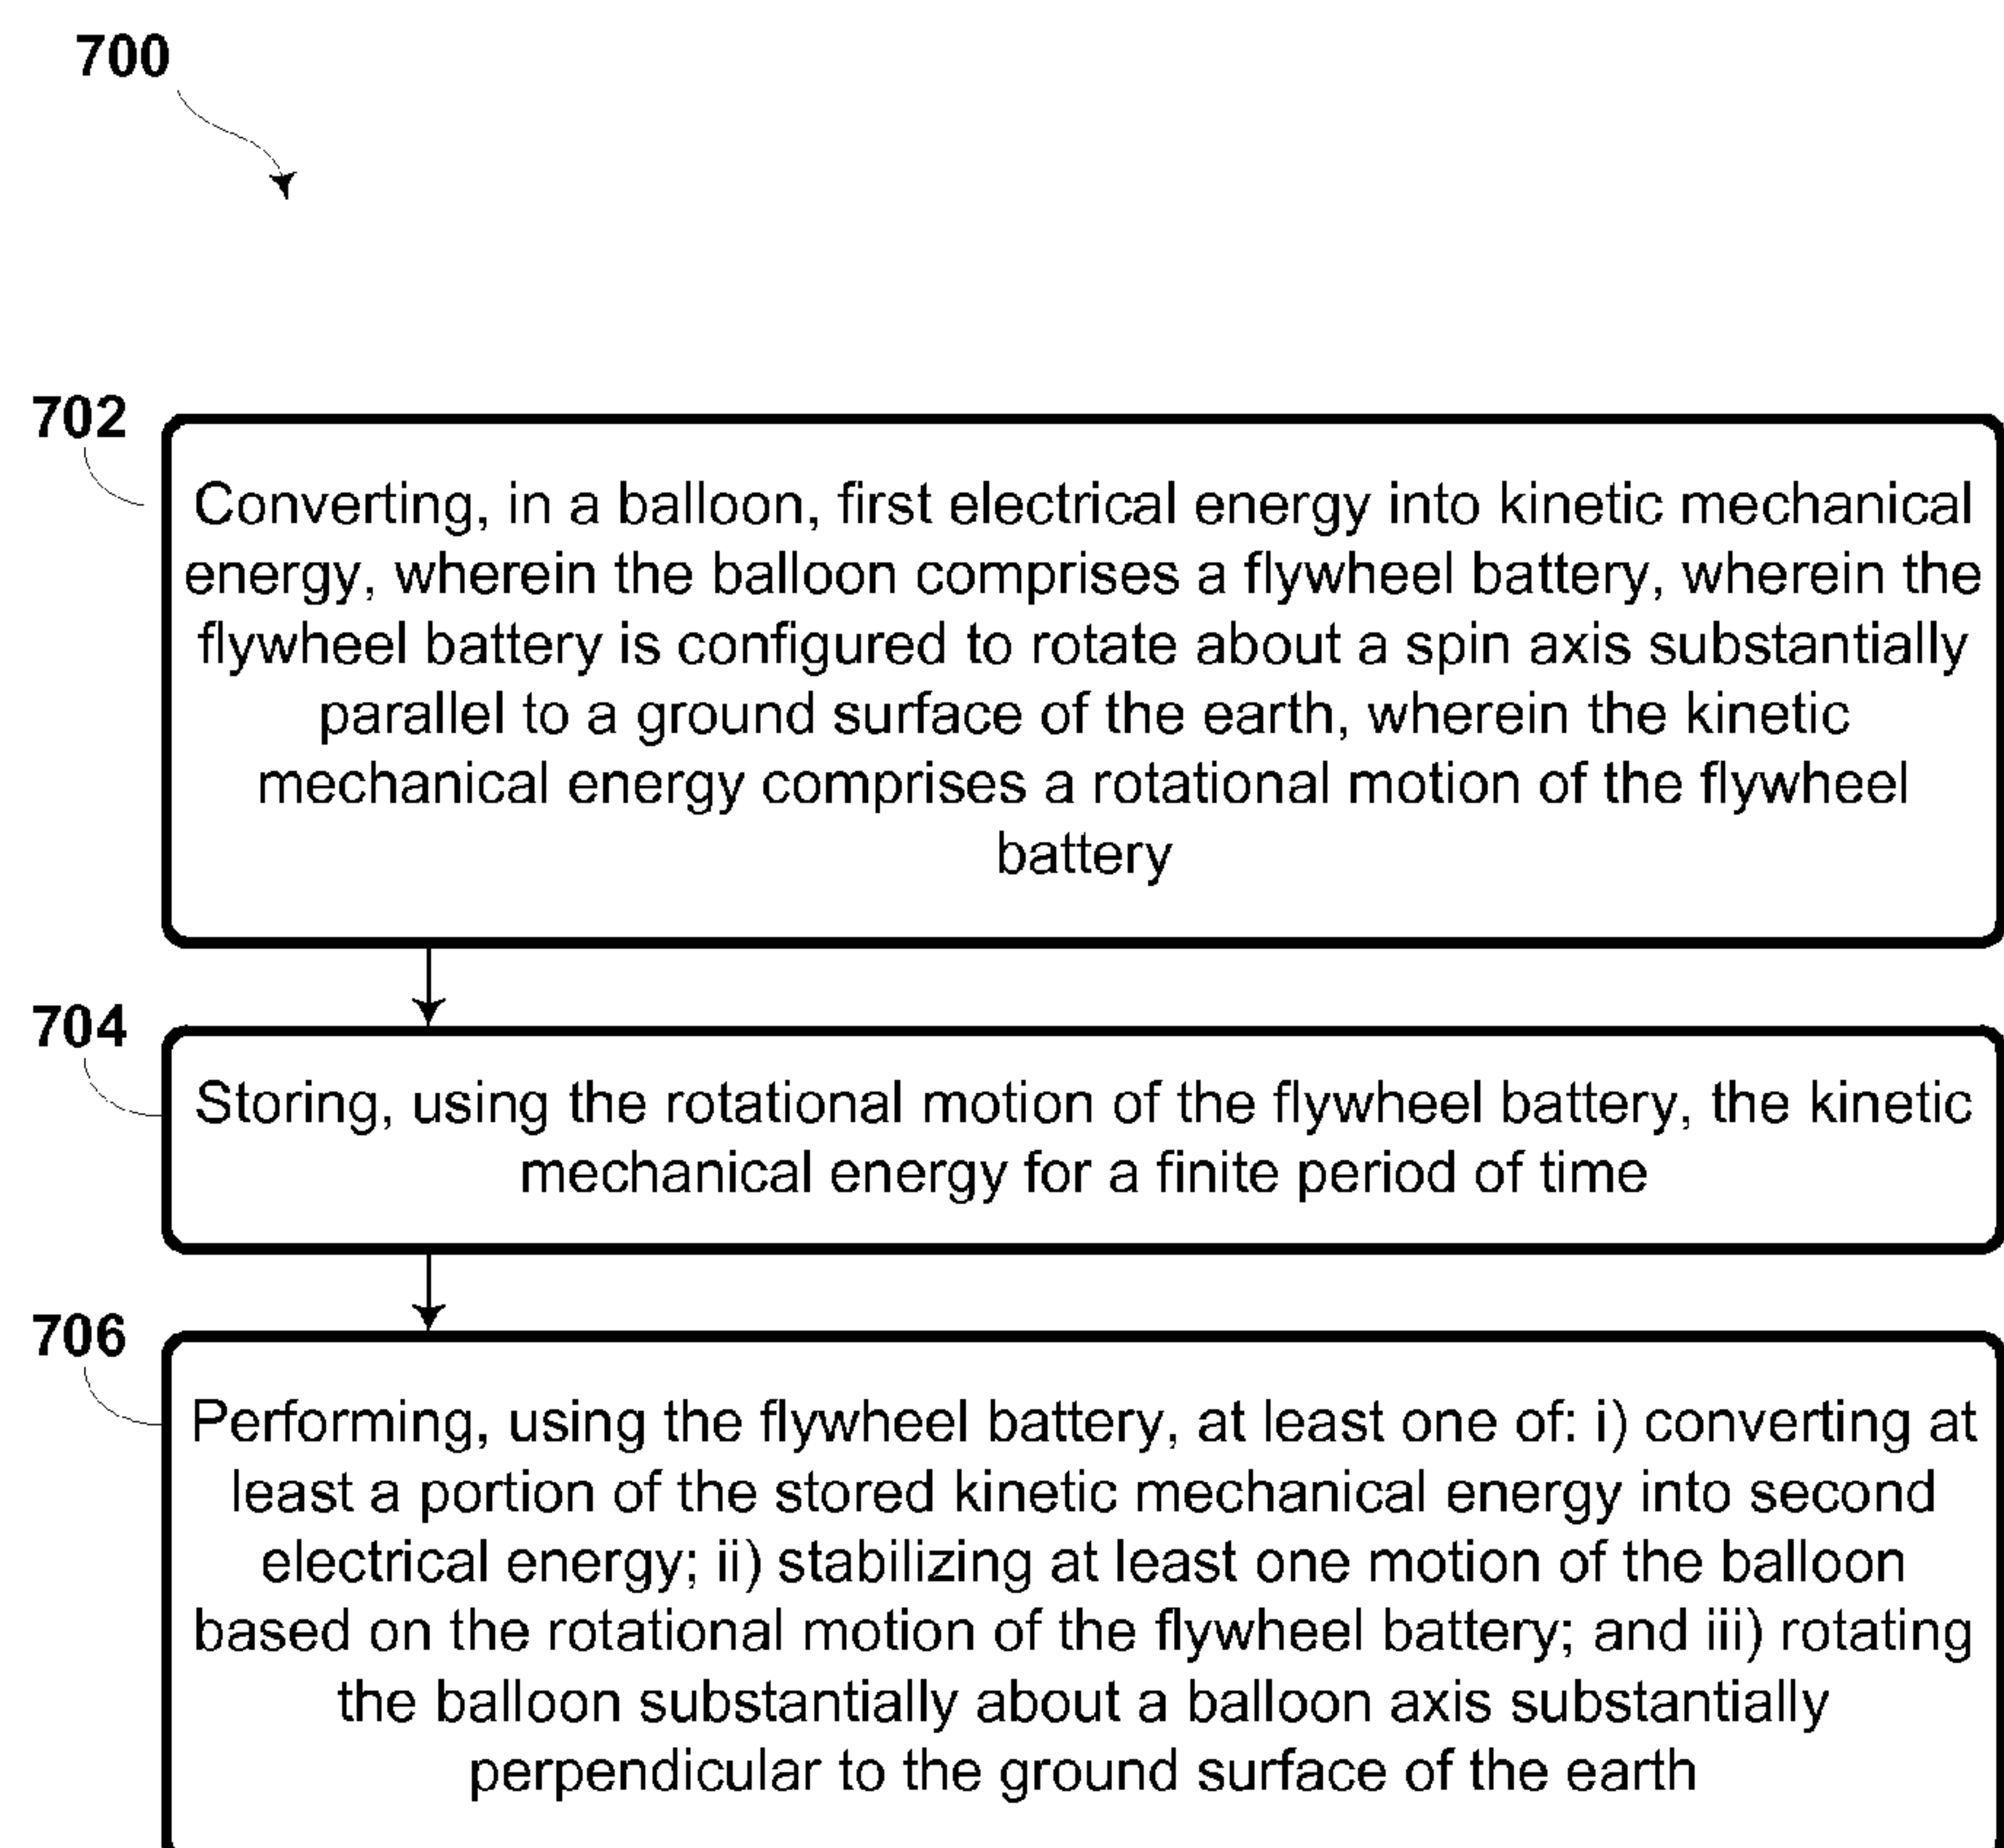 700
702
Converting, in a balloon, first electrical energy into kinetic mechanical
energy, wherein the balloon comprises a flywheel battery, wherein the
flywheel battery is configured to rotate about a spin axis substantially
parallel to a ground surface of the earth, wherein the kinetic
mechanical energy comprises a rotational motion of the flywheel
battery
704
Storing, using the rotational motion of the flywheel battery, the kinetic
mechanical energy for a finite period of time
706
Performing, using the flywheel battery, at least one of: i) converting at
least a portion of the stored kinetic mechanical energy into second
electrical energy; ii) stabilizing at least one motion of the balloon
based on the rotational motion of the flywheel battery; and iii) rotating
the balloon substantially about a balloon axis substantially
perpendicular to the ground surface of the earth